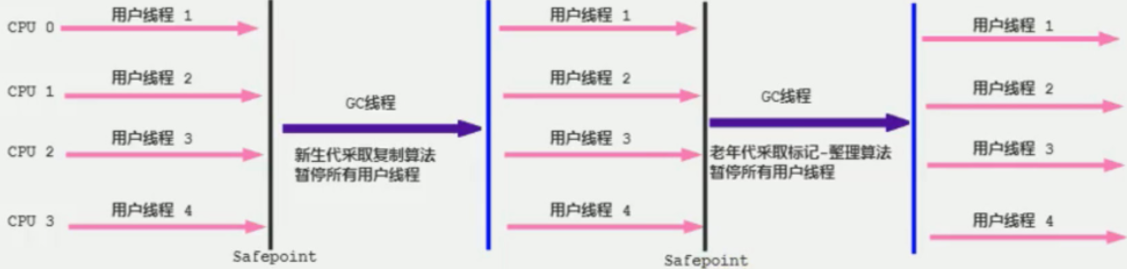 CPU 0
用户线程 1
用户线程 1
用户线程 1
CPU 1
用户线程 2
用户线程 2
用户线程 2
GC线程
GC线程
CPU 2
用户线程 3
用户线程 3
用户线程 3
新生代采取复制算法
暂停所有用户线程
老年代采取标记-整理算法
暂停所有用户线程
CPU 3
用户线程 4
用户线程 4
用户线程 4
Safepoint
Safepoint